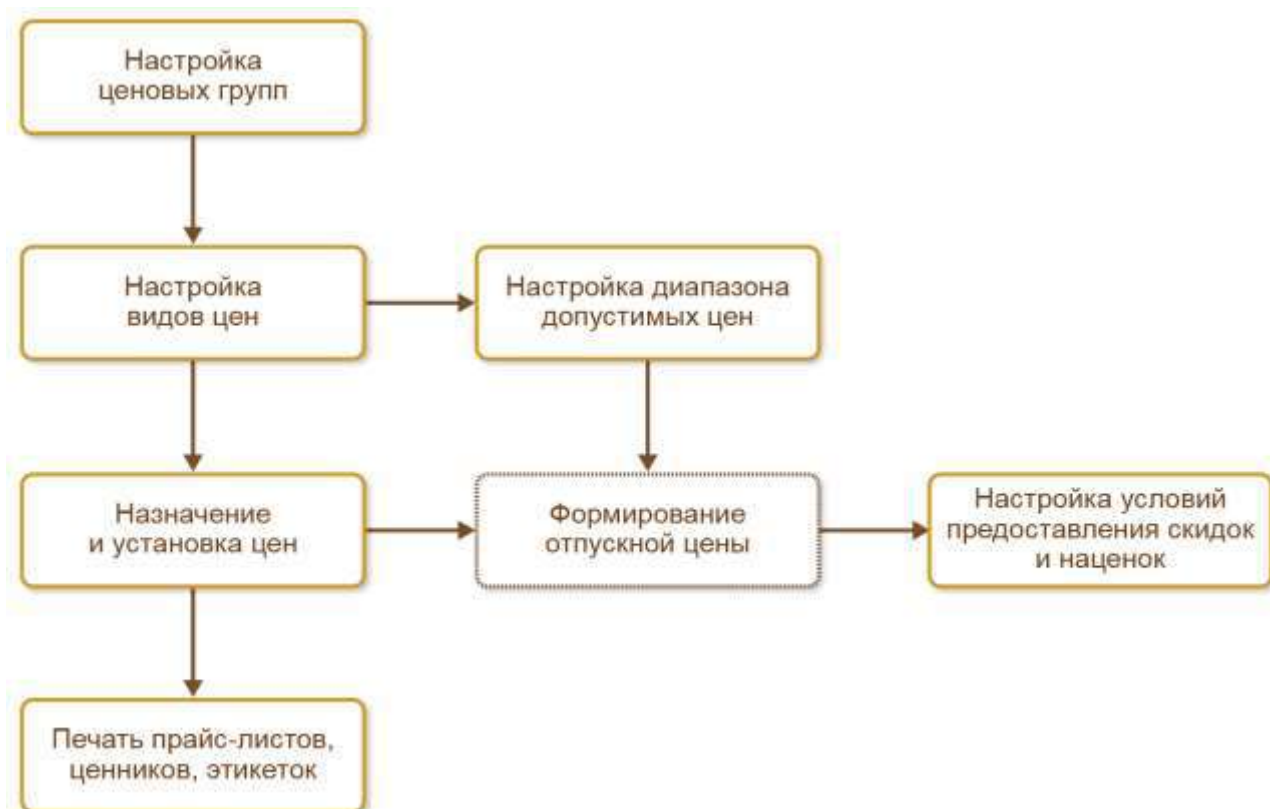 Настройка
ценовых групп
Настройка
видов цен
Настройка диапазона
допустимых цен
Назначение
и установка цен
Формирование
отпускной цены
Настройка условий
предоставления скидок
и наценок
Печать прайс-листов,
ценников, этикеток